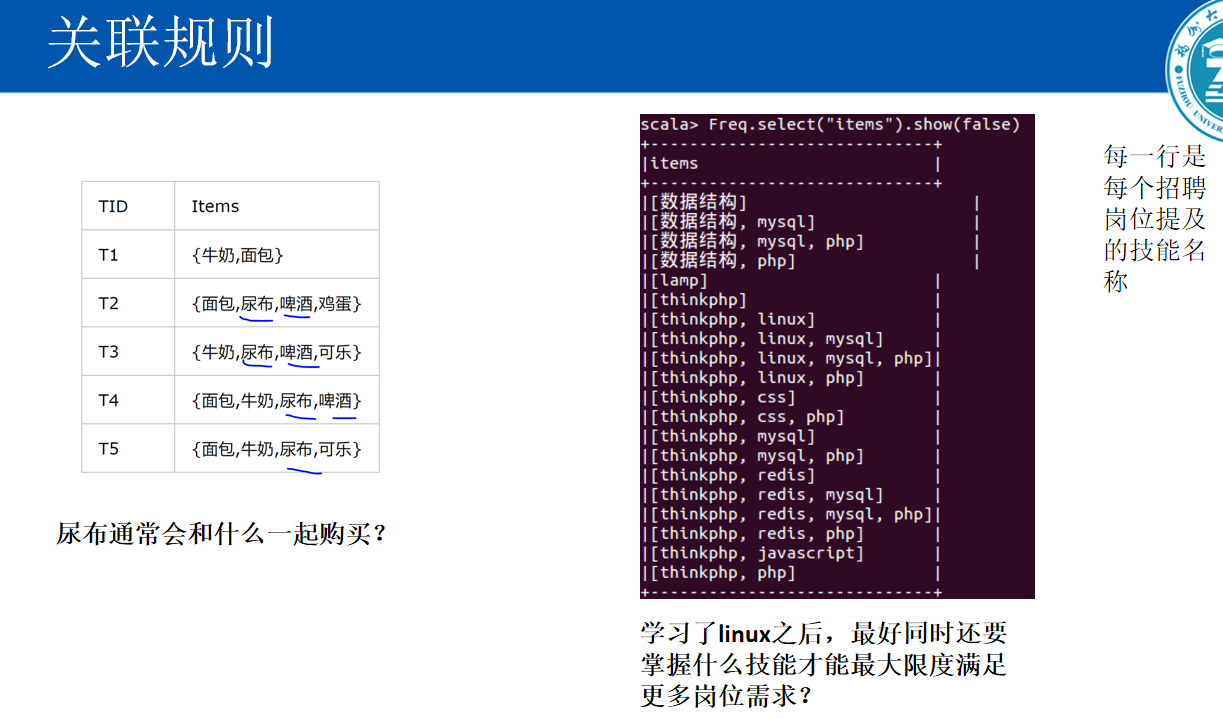 关联规则
TID Items
T1 {牛奶,面包}
T2 {面包,尿布,啤酒,鸡蛋}
T3 {牛奶,尿布,啤酒,可乐}
T4 {面包,牛奶,尿布,啤酒}
T5 {面包,牛奶,尿布,可乐}
尿布通常会和什么一起购买？
scala> Freq.select("items").show(false)
+-----------------------------+
|items |
+-----------------------------+
|[数据结构] |
|[数据结构, mysql] |
|[数据结构, mysql, php] |
|[数据结构, php] |
|[lamp] |
|[thinkphp] |
|[thinkphp, linux] |
|[thinkphp, linux, mysql] |
|[thinkphp, linux, mysql, php]|
|[thinkphp, linux, php] |
|[thinkphp, css] |
|[thinkphp, css, php] |
|[thinkphp, mysql] |
|[thinkphp, mysql, php] |
|[thinkphp, redis] |
|[thinkphp, redis, mysql] |
|[thinkphp, redis, mysql, php]|
|[thinkphp, redis, php] |
|[thinkphp, javascript] |
|[thinkphp, php] |
+-----------------------------+
学习了linux之后，最好同时还要
掌握什么技能才能最大限度满足
更多岗位需求？
每一行是
每个招聘
岗位提及
的技能名
称
福州大
FUZHOU UNIVER